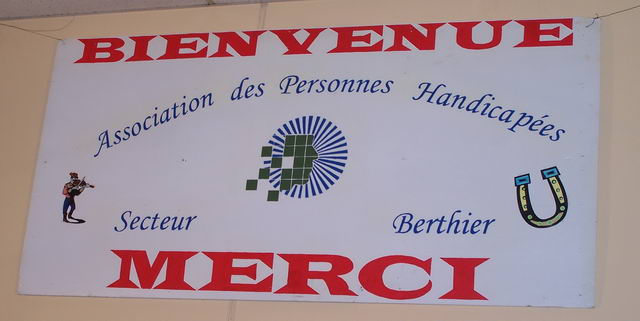 BIENVENUE
Association des Personnes Handicapées
Secteur Berthier
MERCI